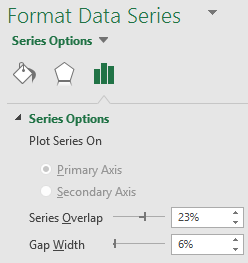 Format Data Series
Series Options
Series Options
Plot Series On
Primary Axis
Secondary Axis
Series Overlap 23%
Gap Width 6%